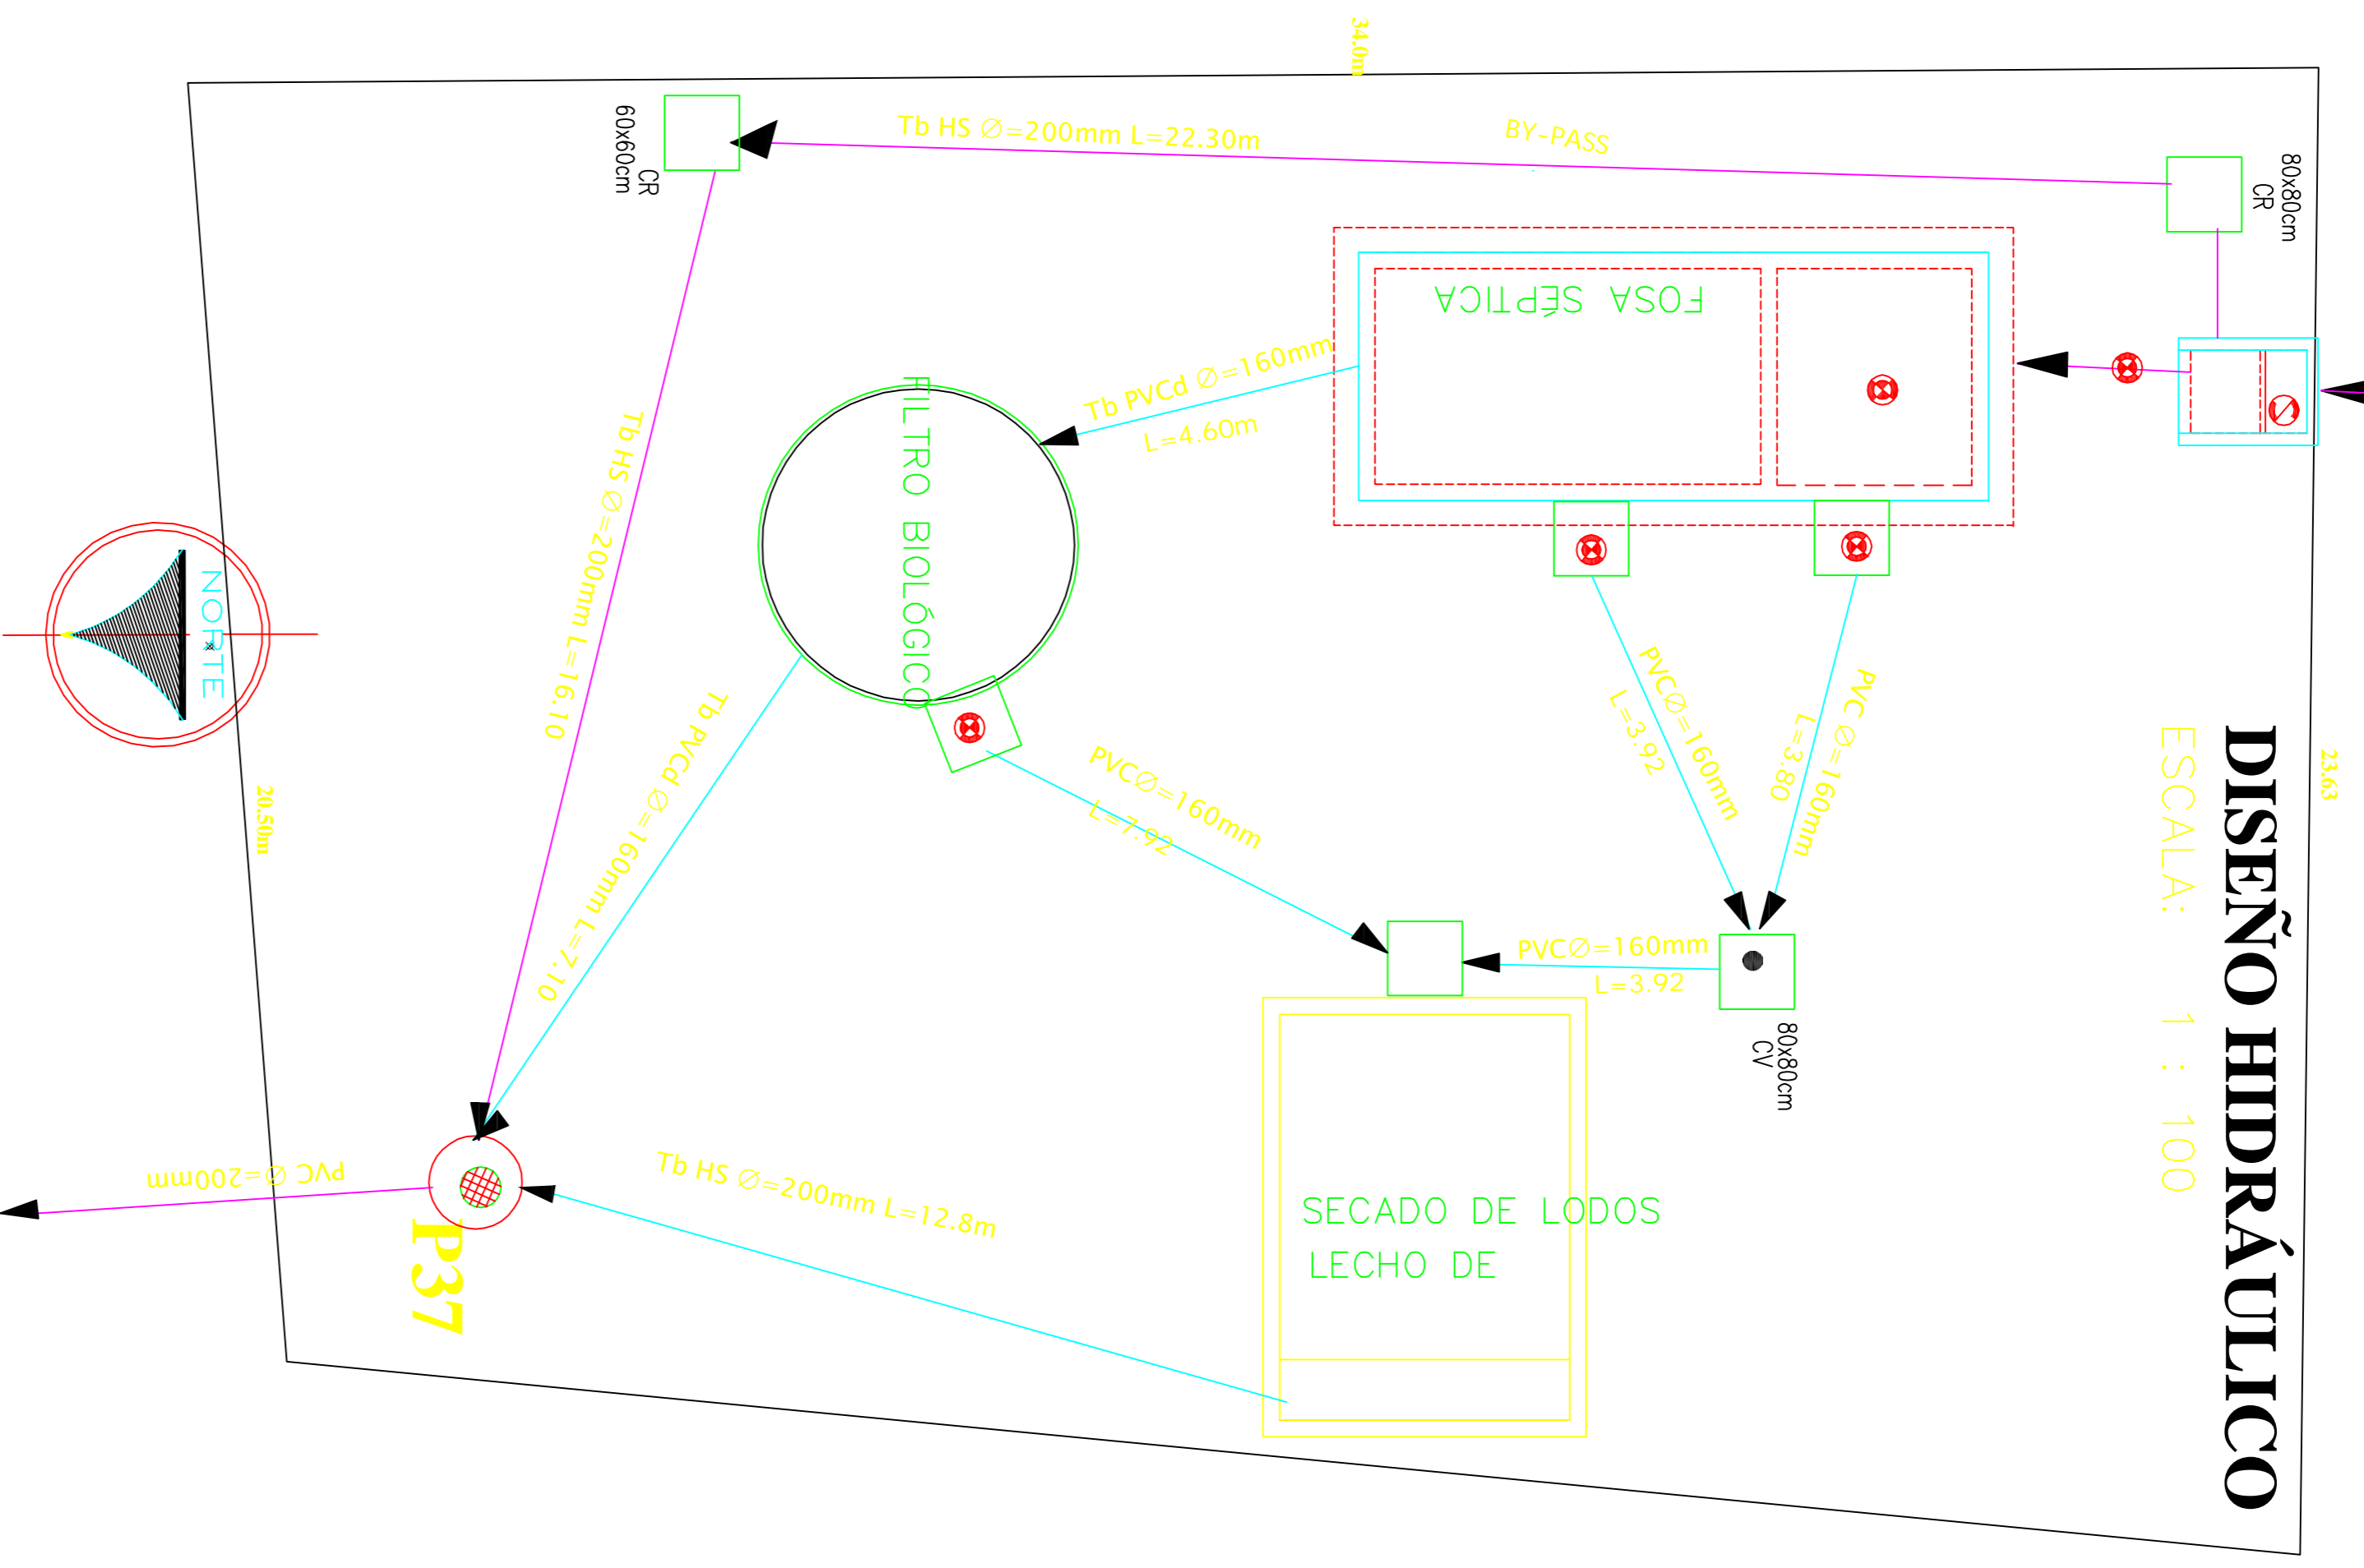 34.0m
60x60cm
CR
Tb HS Ø=200mm L=22.30m
BY-PASS
80x80cm
CR
FOSA SÉPTICA
Tb PVCd Ø=160mm
L=4.60m
FILTRO BIOLÓGICO
Tb HS Ø=200mm L=16.10
NORTE
20.50m
Tb PVCd Ø=160mm L=7.10
PVCØ=160mm
L=7.92
PVCØ=160mm
L=3.92
PVC Ø=160mm
L=3.80
PVCØ=160mm
L=3.92
80x80cm
CV
DISEÑO HIDRÁULICO
ESCALA: 1 : 100
23.63
PVC Ø=200mm
P37
Tb HS Ø=200mm L=12.8m
SECADO DE LODOS
LECHO DE